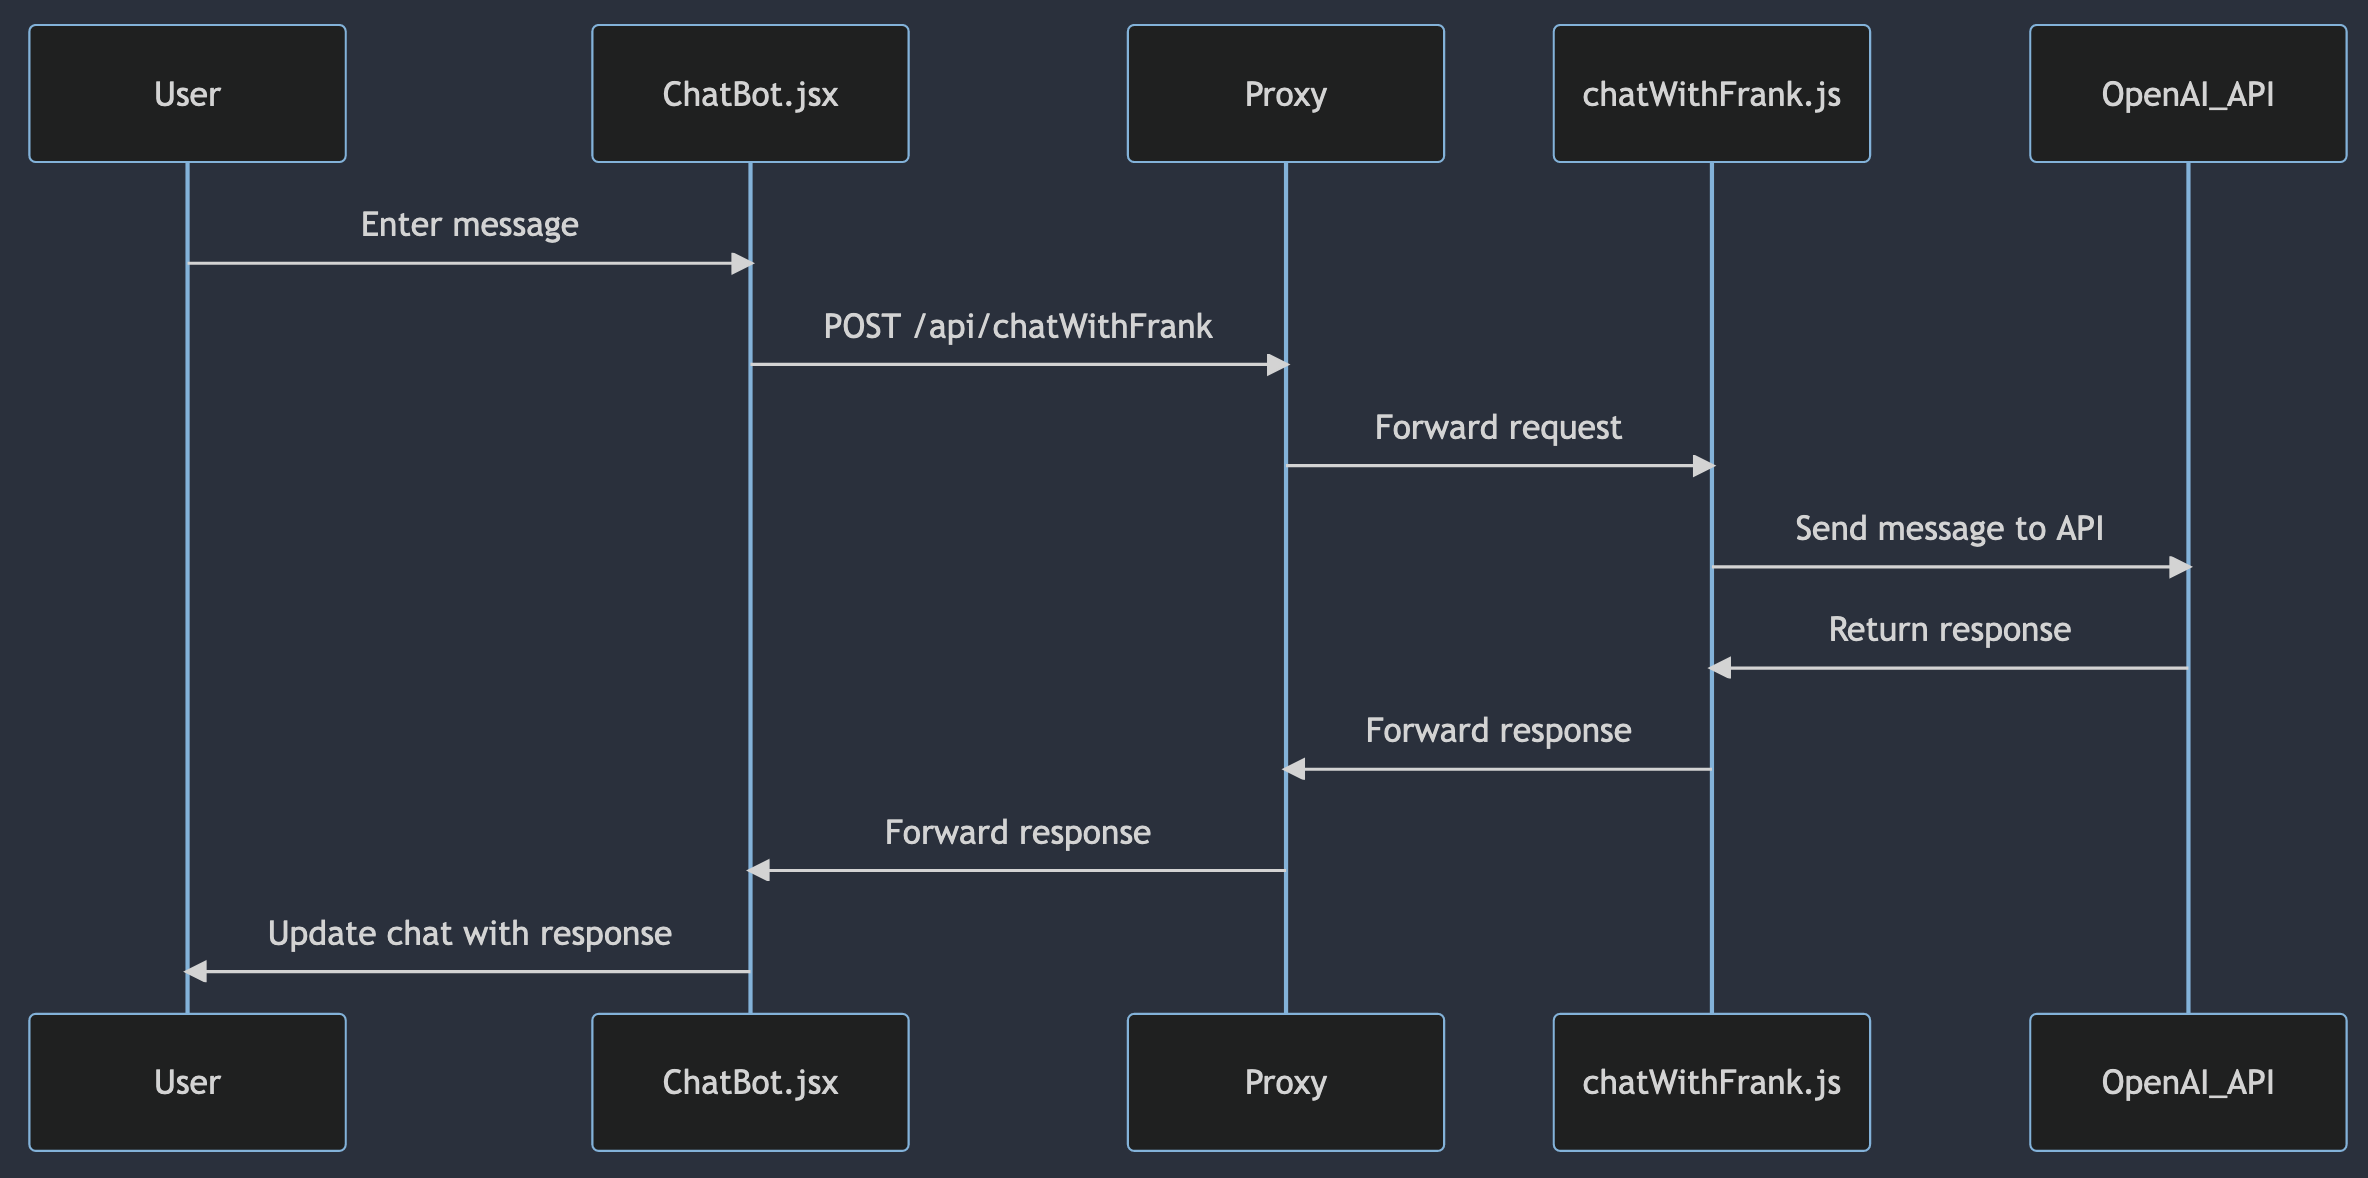 User
ChatBot.jsx
Proxy
chatWithFrank.js
OpenAI_API
Enter message
POST /api/chatWithFrank
Forward request
Send message to API
Return response
Forward response
Forward response
Update chat with response
User
ChatBot.jsx
Proxy
chatWithFrank.js
OpenAI_API